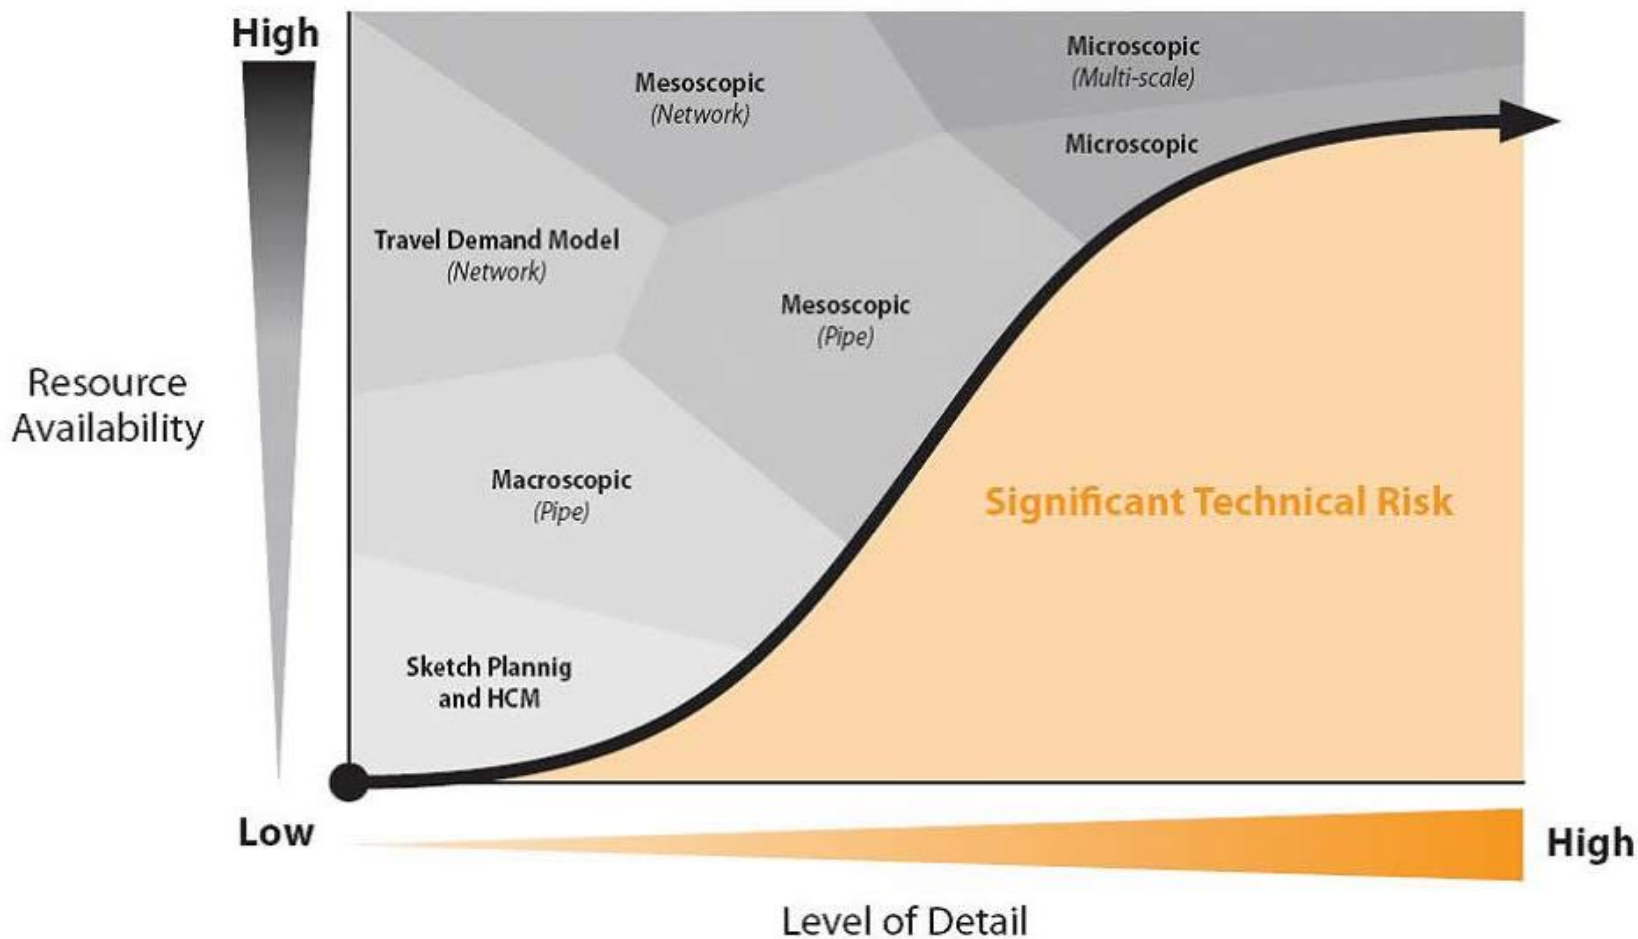 High
Microscopic
(Multi-scale)
Mesoscopic
(Network)
Microscopic
Travel Demand Model
(Network)
Mesoscopic
(Pipe)
Resource
Availability
Macroscopic
(Pipe)
Significant Technical Risk
Sketch Plannig
and HCM
Low
High
Level of Detail